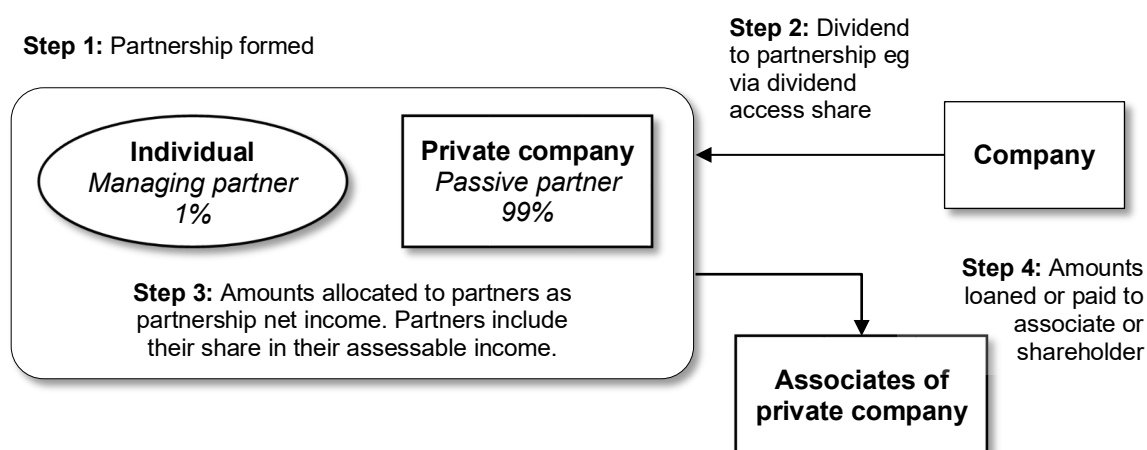 Step 1: Partnership formed
Step 2: Dividend
to partnership eg
via dividend
access share
Individual
Managing partner
1%
Private company
Passive partner
99%
Company
Step 3: Amounts allocated to partners as
partnership net income. Partners include
their share in their assessable income.
Step 4: Amounts
loaned or paid to
associate or
shareholder
Associates of
private company